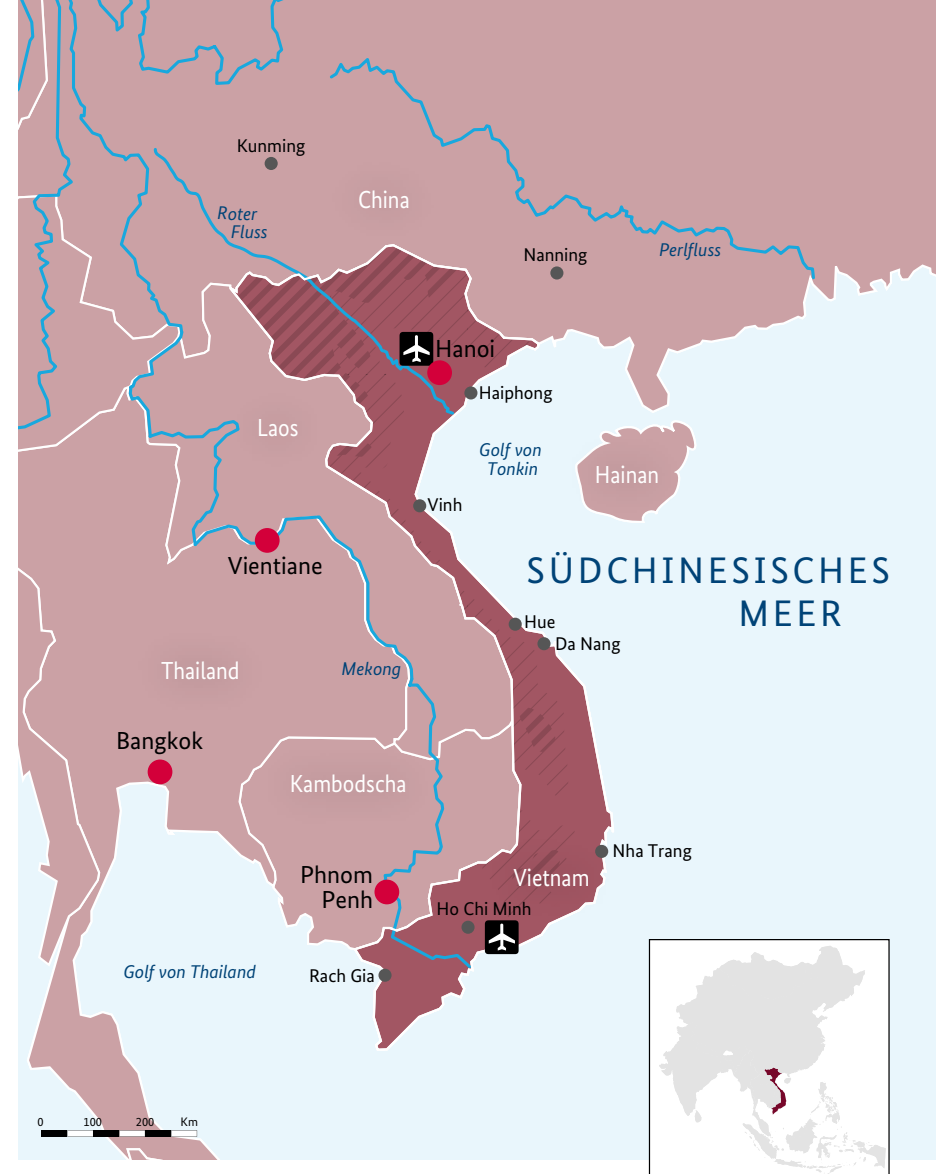 Kunming
China
Roter
Fluss
Nanning
Perlfluss
Hanoi
Haiphong
Laos
Golf von
Tonkin
Hainan
Vinh
Vientiane
SÜDCHINESISCHES
MEER
Hue
Da Nang
Thailand
Mekong
Bangkok
Kambodscha
Nha Trang
Phnom
Penh
Vietnam
Ho Chi Minh
Golf von Thailand
Rach Gia
0 100 200 Km